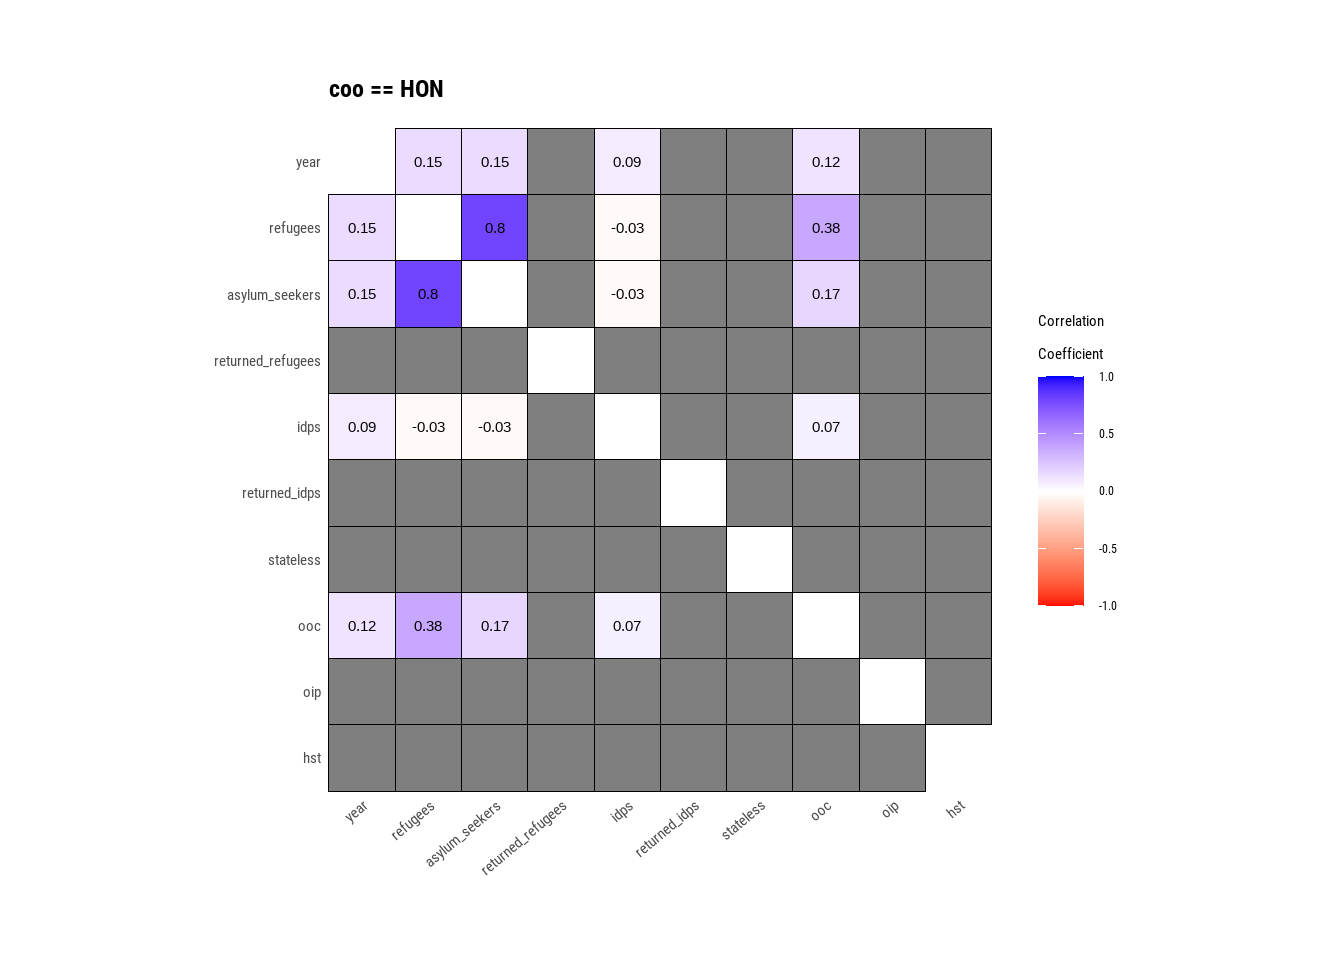 coo == HON
year 0.15 0.15 0.09 0.12
refugees 0.15 0.8 -0.03 0.38
asylum_seekers 0.15 0.8 -0.03 0.17
returned_refugees
idps 0.09 -0.03 -0.03 0.07
returned_idps
stateless
ooc 0.12 0.38 0.17 0.07
oip
hst
year refugees asylum_seekers returned_refugees idps returned_idps stateless ooc oip hst
Correlation
Coefficient
1.0
0.5
0.0
-0.5
-1.0